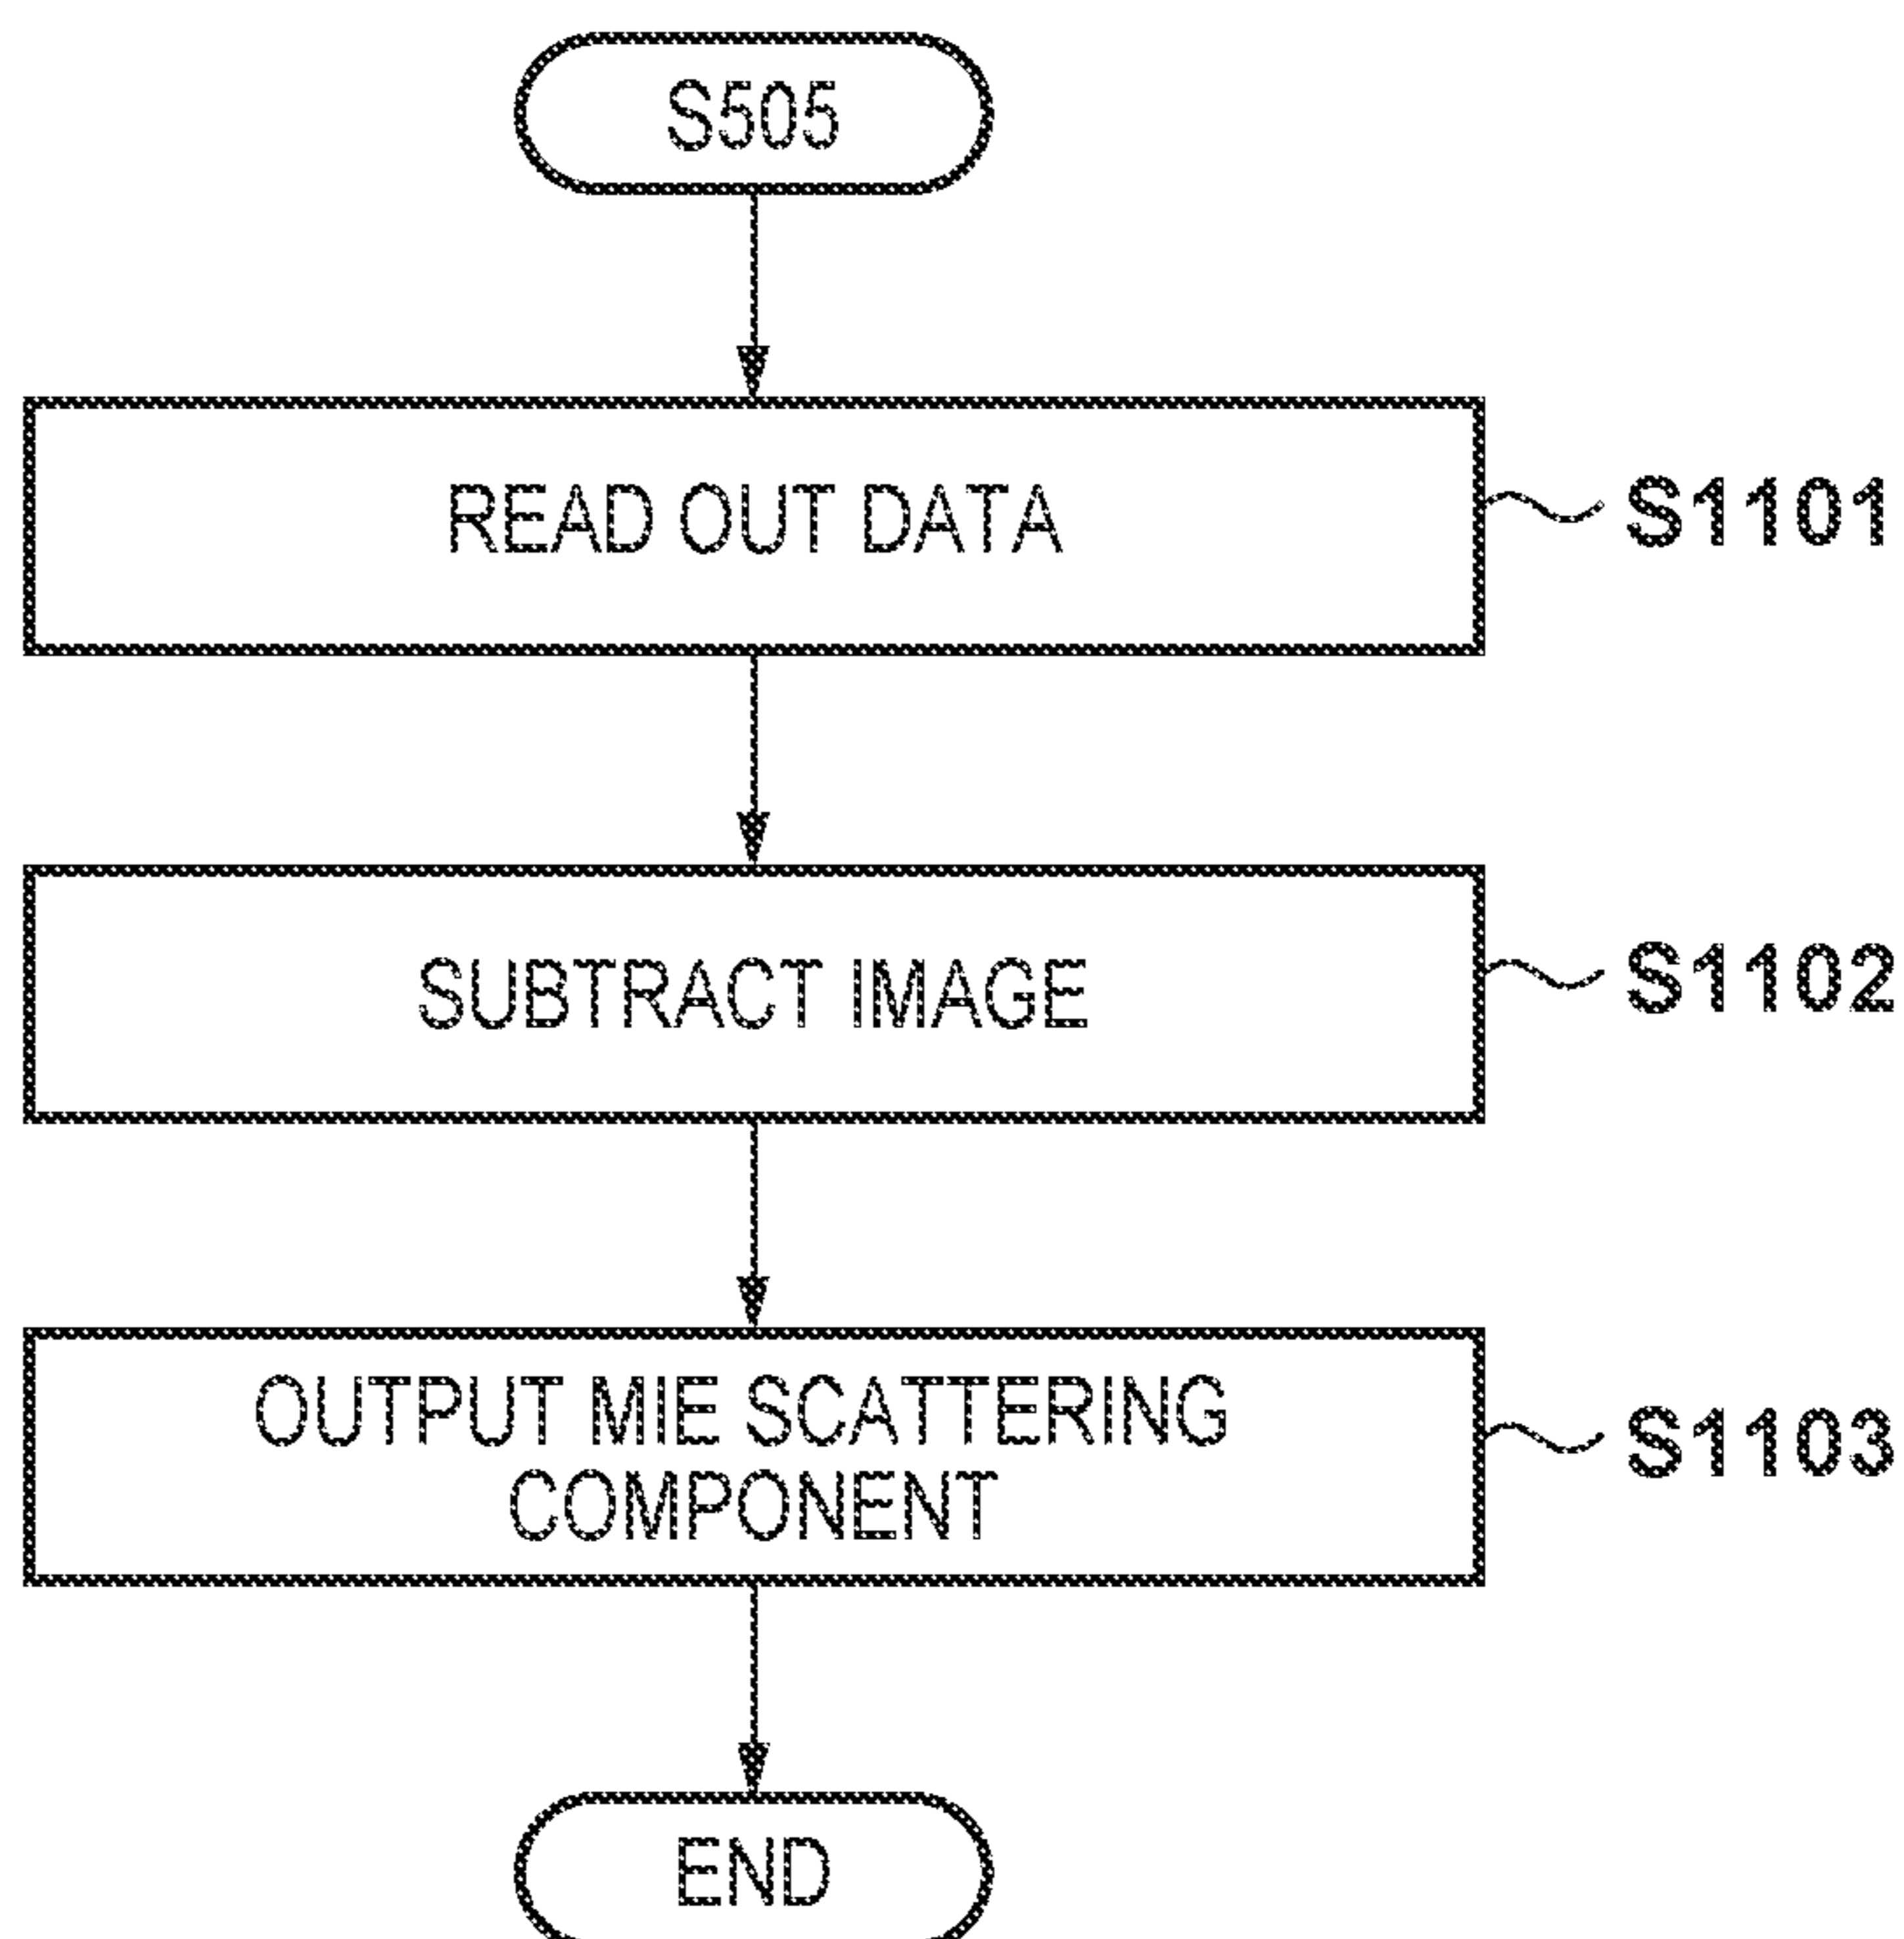 S505
READ OUT DATA
S1101
SUBTRACT IMAGE
S1102
OUTPUT MIE SCATTERING
COMPONENT
S1103
END